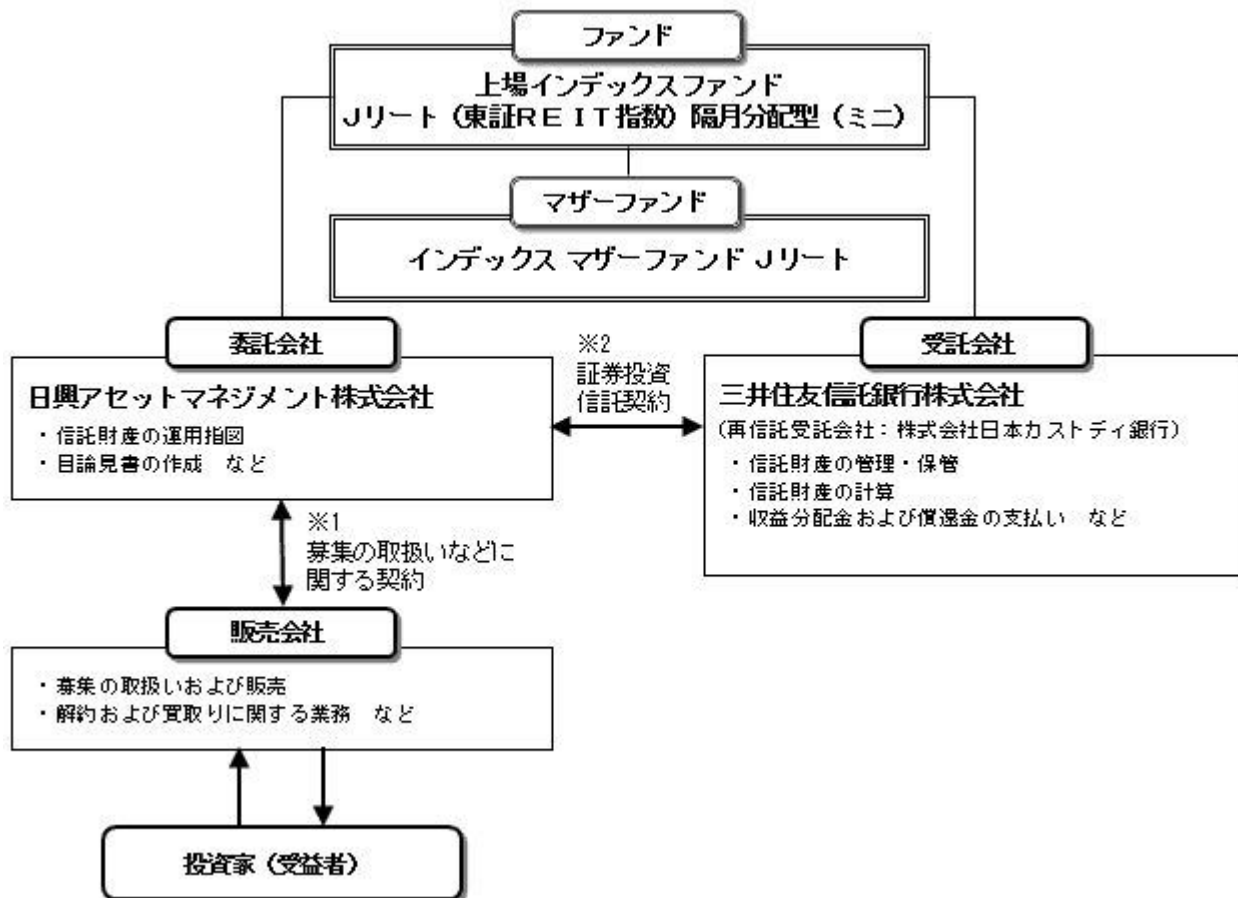 ファンド
上場インデックスファンド
Jリート（東証REIT指数）隔月分配型（ミニ）
マザーファンド
インデックス マザーファンド Jリート
委託会社
日興アセットマネジメント株式会社
・信託財産の運用指図
・目論見書の作成　など
※2
証券投資
信託契約
受託会社
三井住友信託銀行株式会社
（再信託受託会社：株式会社日本カストディ銀行）
・信託財産の管理・保管
・信託財産の計算
・収益分配金および償還金の支払い　など
※1
募集の取扱いなどに
関する契約
販売会社
・募集の取扱いおよび販売
・解約および買取りに関する業務　など
投資家（受益者）